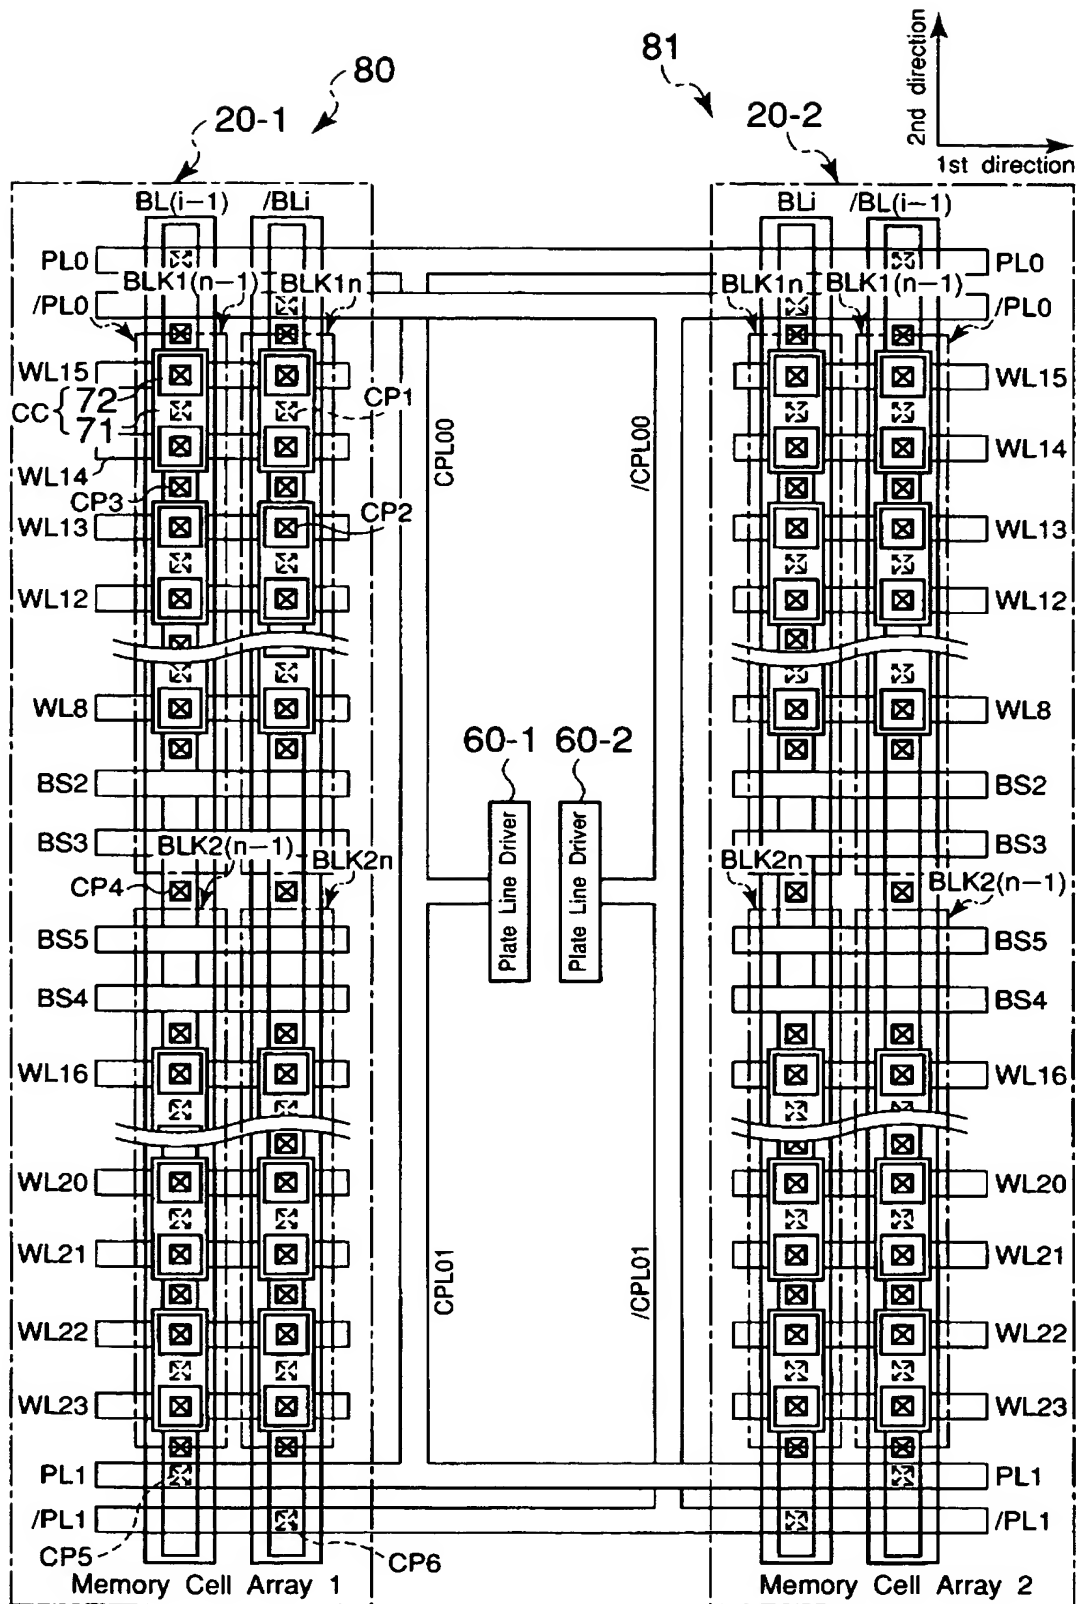 80
81
2nd direction
1st direction
20-1
20-2
BL(i-1)
/BLi
BLi
/BL(i-1)
PL0
PL0
BLK1(n-1)
BLK1n
BLK1n
BLK1(n-1)
/PL0
/PL0
WL15
WL15
CC { 72
71
CP1
CPL00
/CPL00
WL14
WL14
CP3
WL13
CP2
WL13
WL12
WL12
WL8
WL8
60-1
60-2
BS2
BS2
Plate Line Driver
Plate Line Driver
BS3
BS3
BLK2(n-1)
BLK2n
BLK2n
BLK2(n-1)
CP4
BS5
BS5
BS4
BS4
WL16
WL16
WL20
WL20
WL21
WL21
CPL01
/CPL01
WL22
WL22
WL23
WL23
PL1
PL1
/PL1
/PL1
CP5
CP6
Memory Cell Array 1
Memory Cell Array 2